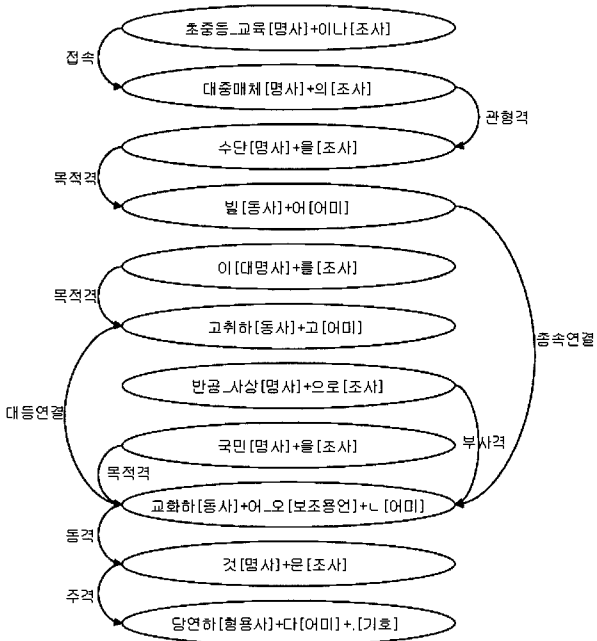 초중등_교육[명사]+이나[조사]
접속
대중매체[명사]+의[조사]
관형격
수단[명사]+을[조사]
목적격
빌[동사]+어[어미]
이[대명사]+를[조사]
목적격
고취하[동사]+고[어미]
종속연결
반공_사상[명사]+으로[조사]
대등연결
국민[명사]+을[조사]
부사격
목적격
교화하[동사]+어_오[보조용언]+ㄴ[어미]
동격
것[명사]+은[조사]
주격
당연하[형용사]+다[어미]+.[기호]